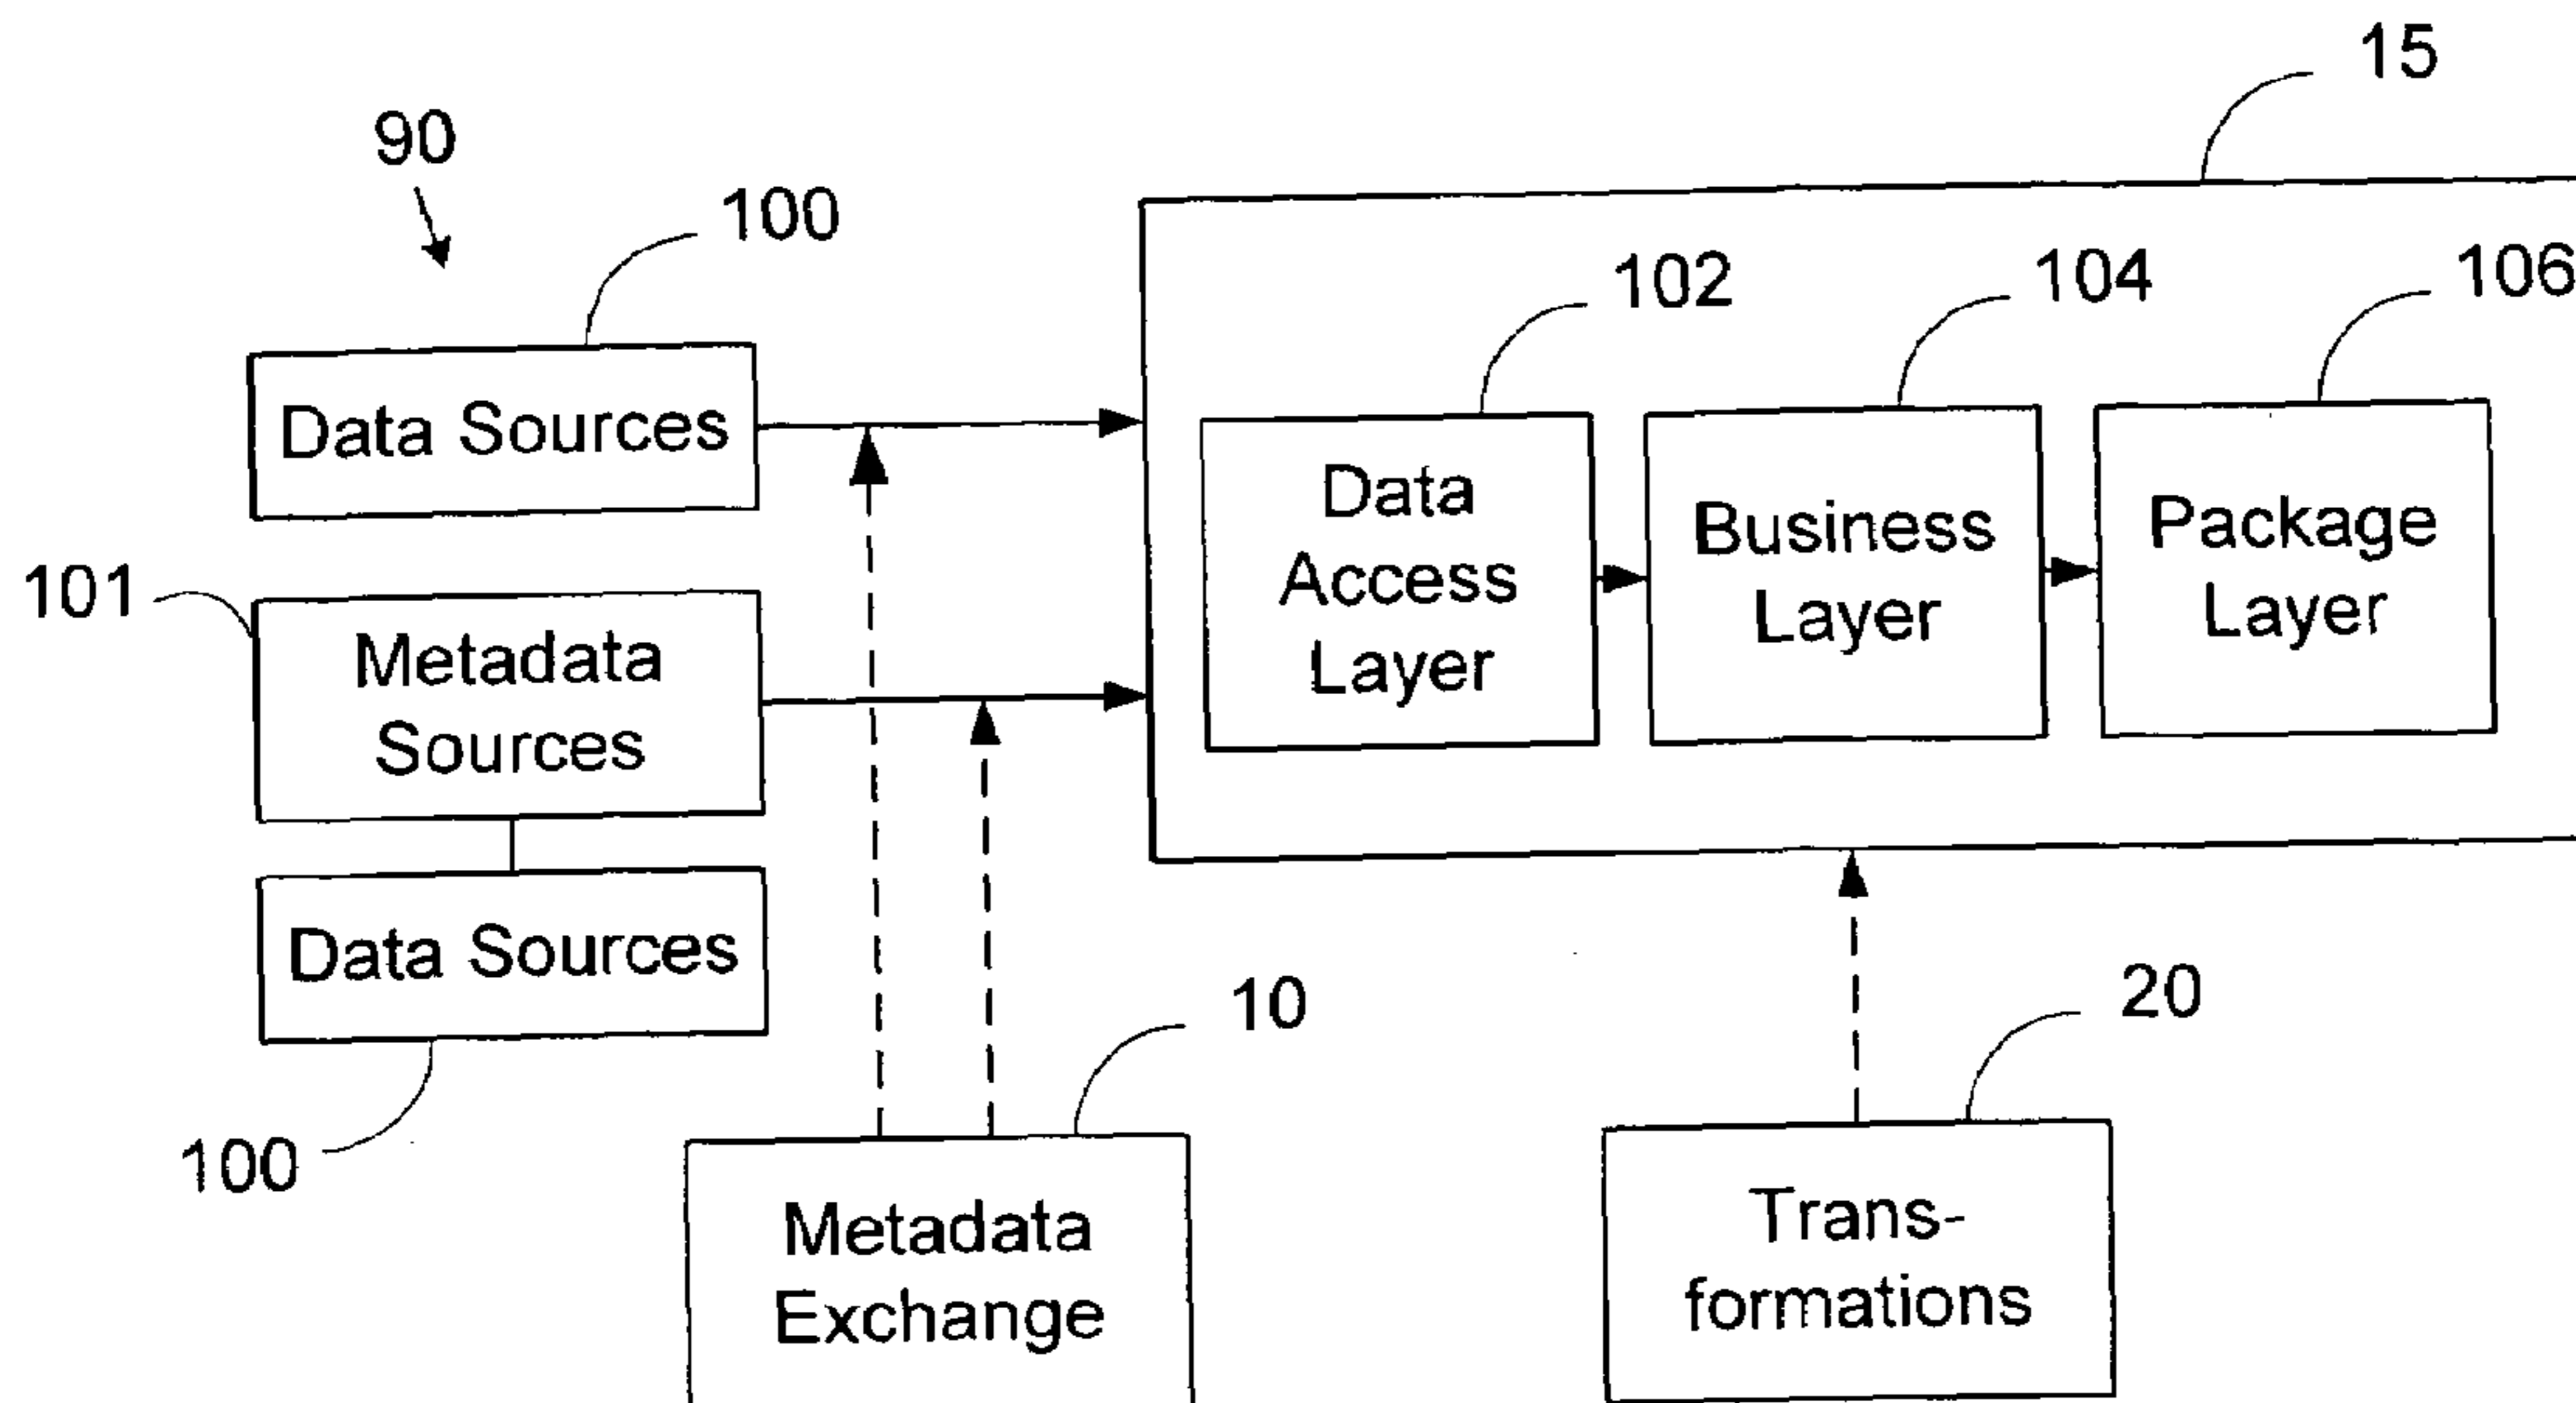 15
90
100
102
104
106
Data Sources
101
Metadata
Sources
Data
Access
Layer
Business
Layer
Package
Layer
Data Sources
100
10
20
Metadata
Exchange
Trans-
formations